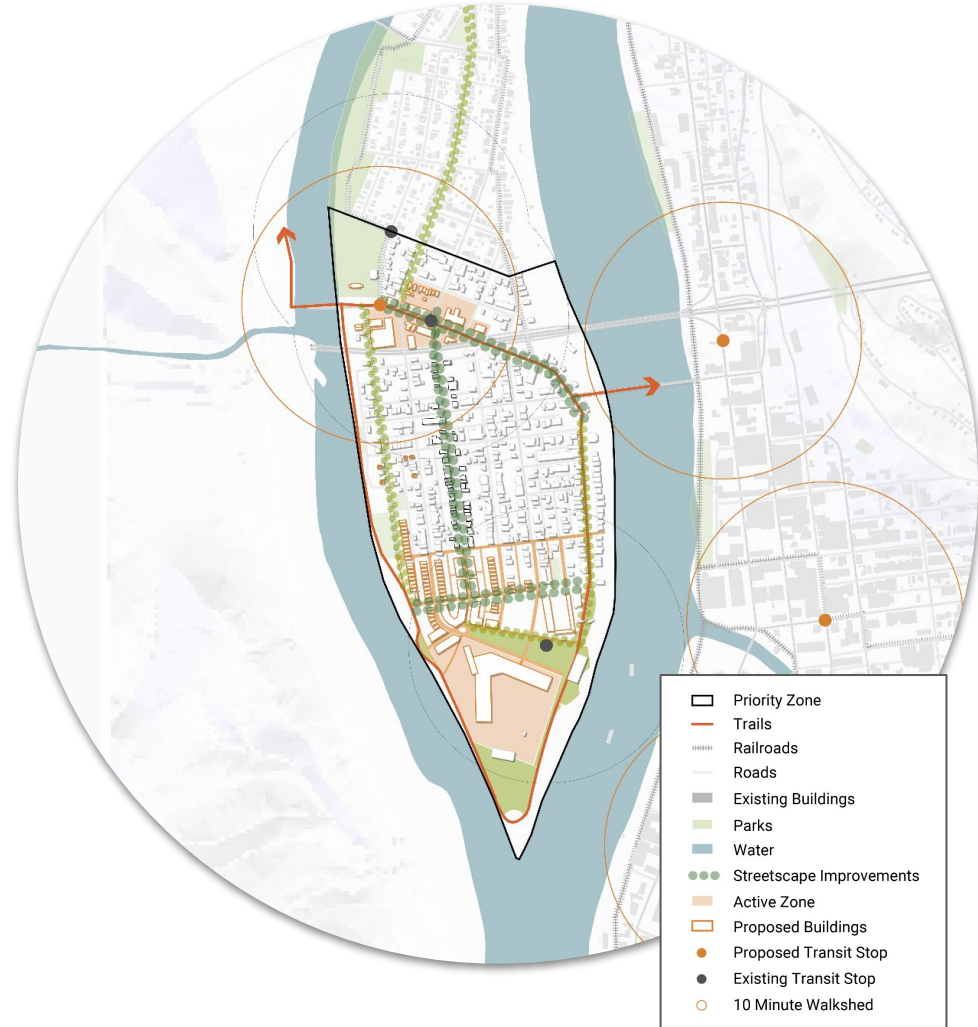 Priority Zone
Trails
Railroads
Roads
Existing Buildings
Parks
Water
Streetscape Improvements
Active Zone
Proposed Buildings
Proposed Transit Stop
Existing Transit Stop
10 Minute Walkshed